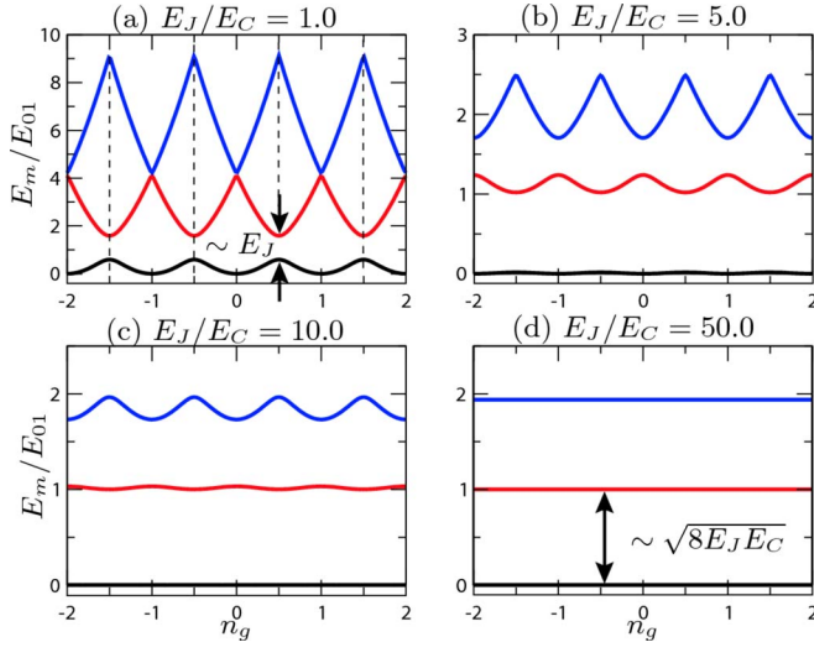 (a) E_J/E_C = 1.0
(b) E_J/E_C = 5.0
E_m/E_01
10
8
6
4
2
0
∼ E_J
-2 -1 0 1 2
3
2
1
0
-2 -1 0 1 2
(c) E_J/E_C = 10.0
(d) E_J/E_C = 50.0
E_m/E_01
2
1
0
-2 -1 0 1 2
n_g
2
1
0
∼ √8E_JE_C
-2 -1 0 1 2
n_g